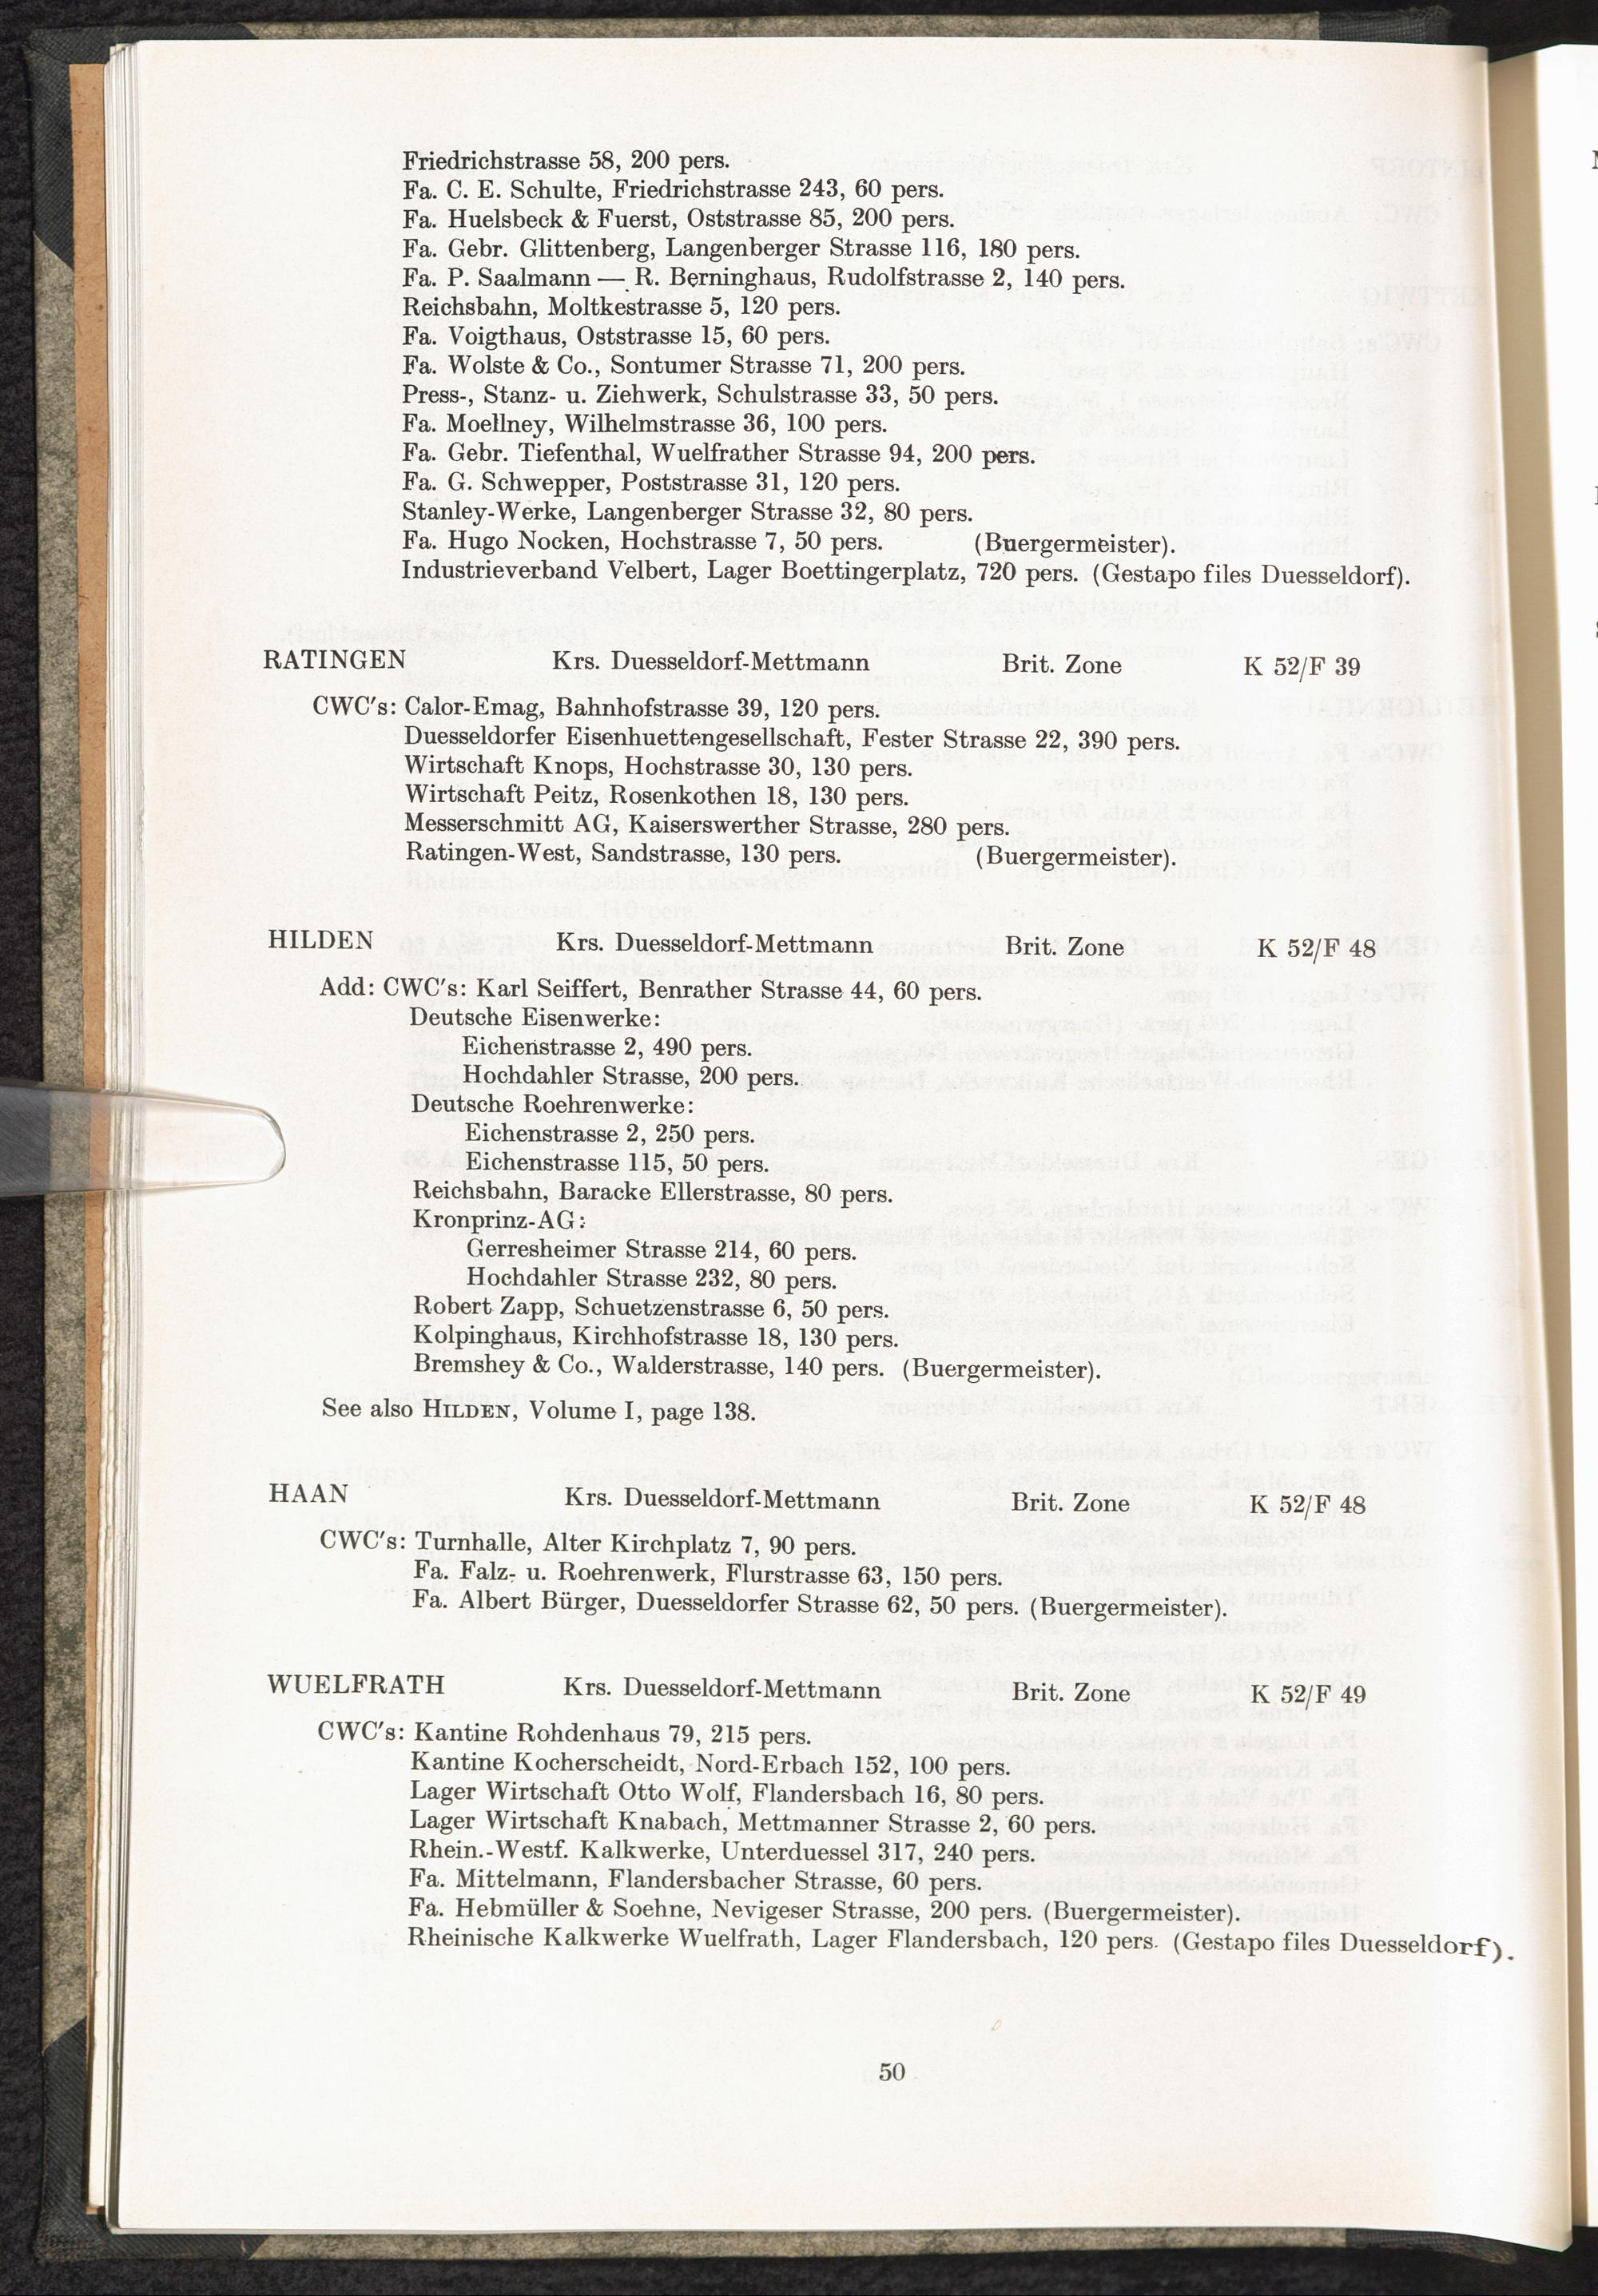 Friedrichstrasse 58, 200 pers.
Fa. C. E. Schulte, Friedrichstrasse 243, 60 pers.
Fa. Huelsbeck & Fuerst, Oststrasse 85, 200 pers.
Fa. Gebr. Glittenberg, Langenberger Strasse 116, 180 pers.
Fa. P. Saalmann — R. Berninghaus, Rudolfstrasse 2, 140 pers.
Reichsbahn, Moltkestrasse 5, 120 pers.
Fa. Voigthaus, Oststrasse 15, 60 pers.
Fa. Wolste & Co., Sontumer Strasse 71, 200 pers.
Press-, Stanz- u. Ziehwerk, Schulstrasse 33, 50 pers.
Fa. Moellney, Wilhelmstrasse 36, 100 pers.
Fa. Gebr. Tiefenthal, Wuelfrather Strasse 94, 200 pers.
Fa. G. Schwepper, Poststrasse 31, 120 pers.
Stanley-Werke, Langenberger Strasse 32, 80 pers.
Fa. Hugo Nocken, Hochstrasse 7, 50 pers. (Buergermeister).
Industrieverband Velbert, Lager Boettingerplatz, 720 pers. (Gestapo files Duesseldorf).
RATINGEN Krs. Duesseldorf-Mettmann Brit. Zone K 52/F 39
CWC's: Calor-Emag, Bahnhofstrasse 39, 120 pers.
Duesseldorfer Eisenhuettengesellschaft, Fester Strasse 22, 390 pers.
Wirtschaft Knops, Hochstrasse 30, 130 pers.
Wirtschaft Peitz, Rosenkothen 18, 130 pers.
Messerschmitt AG, Kaiserswerther Strasse, 280 pers.
Ratingen-West, Sandstrasse, 130 pers. (Buergermeister).
HILDEN Krs. Duesseldorf-Mettmann Brit. Zone K 52/F 48
Add: CWC's: Karl Seiffert, Benrather Strasse 44, 60 pers.
Deutsche Eisenwerke:
Eichenstrasse 2, 490 pers.
Hochdahler Strasse, 200 pers.
Deutsche Roehrenwerke:
Eichenstrasse 2, 250 pers.
Eichenstrasse 115, 50 pers.
Reichsbahn, Baracke Ellerstrasse, 80 pers.
Kronprinz-AG:
Gerresheimer Strasse 214, 60 pers.
Hochdahler Strasse 232, 80 pers.
Robert Zapp, Schuetzenstrasse 6, 50 pers.
Kolpinghaus, Kirchhofstrasse 18, 130 pers.
Bremshey & Co., Walderstrasse, 140 pers. (Buergermeister).
See also HILDEN, Volume I, page 138.
HAAN Krs. Duesseldorf-Mettmann Brit. Zone K 52/F 48
CWC's: Turnhalle, Alter Kirchplatz 7, 90 pers.
Fa. Falz- u. Roehrenwerk, Flurstrasse 63, 150 pers.
Fa. Albert Bürger, Duesseldorfer Strasse 62, 50 pers. (Buergermeister).
WUELFRATH Krs. Duesseldorf-Mettmann Brit. Zone K 52/F 49
CWC's: Kantine Rohdenhaus 79, 215 pers.
Kantine Kocherscheidt, Nord-Erbach 152, 100 pers.
Lager Wirtschaft Otto Wolf, Flandersbach 16, 80 pers.
Lager Wirtschaft Knabach, Mettmanner Strasse 2, 60 pers.
Rhein.-Westf. Kalkwerke, Unterduessel 317, 240 pers.
Fa. Mittelmann, Flandersbacher Strasse, 60 pers.
Fa. Hebmüller & Soehne, Nevigeser Strasse, 200 pers. (Buergermeister).
Rheinische Kalkwerke Wuelfrath, Lager Flandersbach, 120 pers. (Gestapo files Duesseldorf).
50